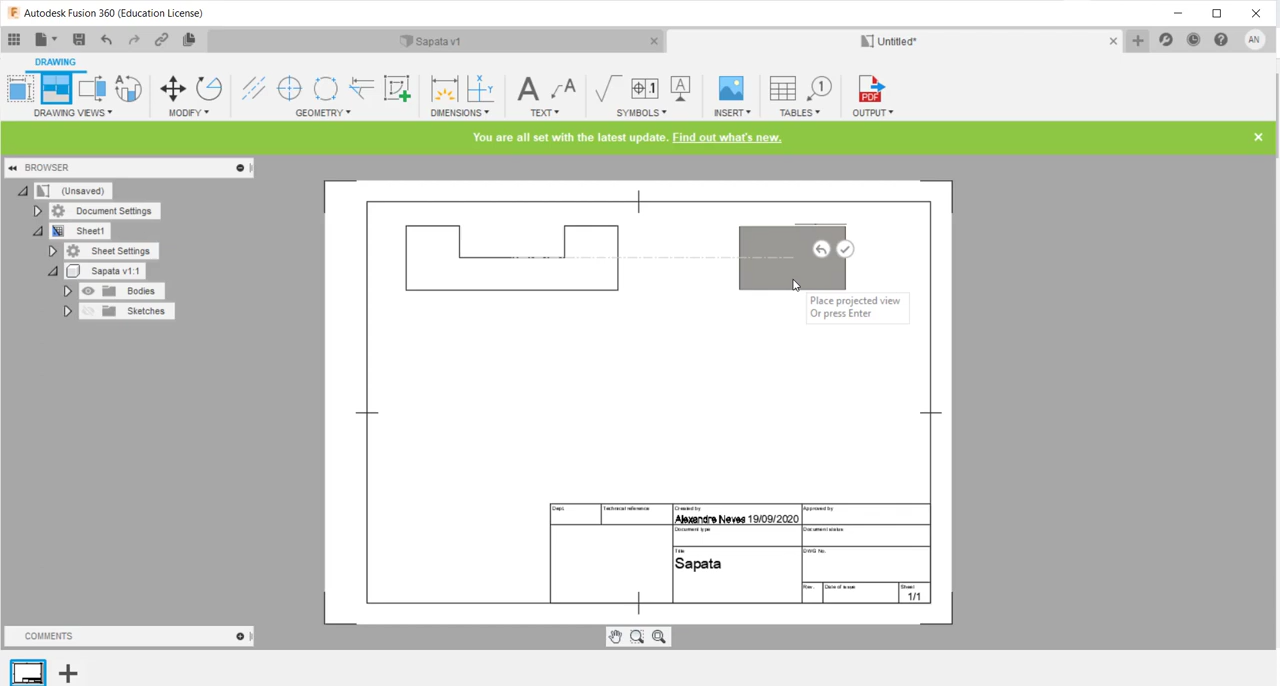 Autodesk Fusion 360 (Education License)
Sapata v1
Untitled*
AN
DRAWING
DRAWING VIEWS
MODIFY
GEOMETRY
DIMENSIONS
TEXT
SYMBOLS
INSERT
TABLES
OUTPUT
You are all set with the latest update. Find out what's new.
BROWSER
(Unsaved)
Document Settings
Sheet1
Sheet Settings
Sapata v1:1
Bodies
Sketches
Place projected view
Or press Enter
Dept.
Technical reference
Created by
Approved by
Alexandre Neves 19/09/2020
Document type
Document status
Title
DWG No.
Sapata
Rev.
Date of issue
Sheet
1/1
COMMENTS